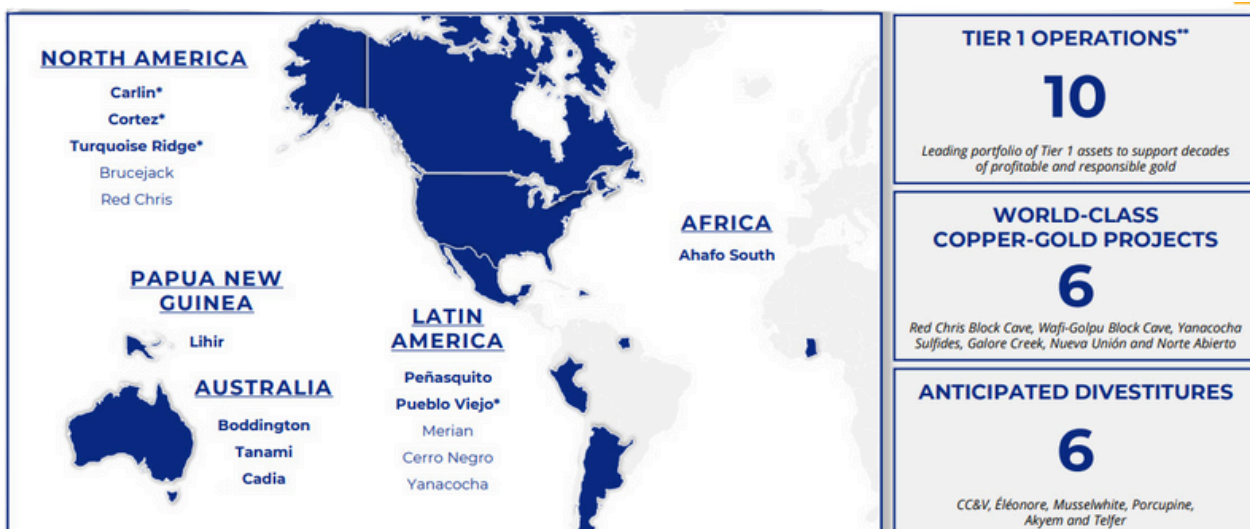 NORTH AMERICA
Carlin*
Cortez*
Turquoise Ridge*
Brucejack
Red Chris
PAPUA NEW
GUINEA
Lihir
AUSTRALIA
Boddington
Tanami
Cadia
LATIN
AMERICA
Peñasquito
Pueblo Viejo*
Merian
Cerro Negro
Yanacocha
AFRICA
Ahafo South
TIER 1 OPERATIONS**
10
Leading portfolio of Tier 1 assets to support decades
of profitable and responsible gold
WORLD-CLASS
COPPER-GOLD PROJECTS
6
Red Chris Block Cave, Wafi-Golpu Block Cave, Yanacocha
Sulfides, Galore Creek, Nueva Unión and Norte Abierto
ANTICIPATED DIVESTITURES
6
CC&V, Éléonore, Musselwhite, Porcupine,
Akyem and Telfer